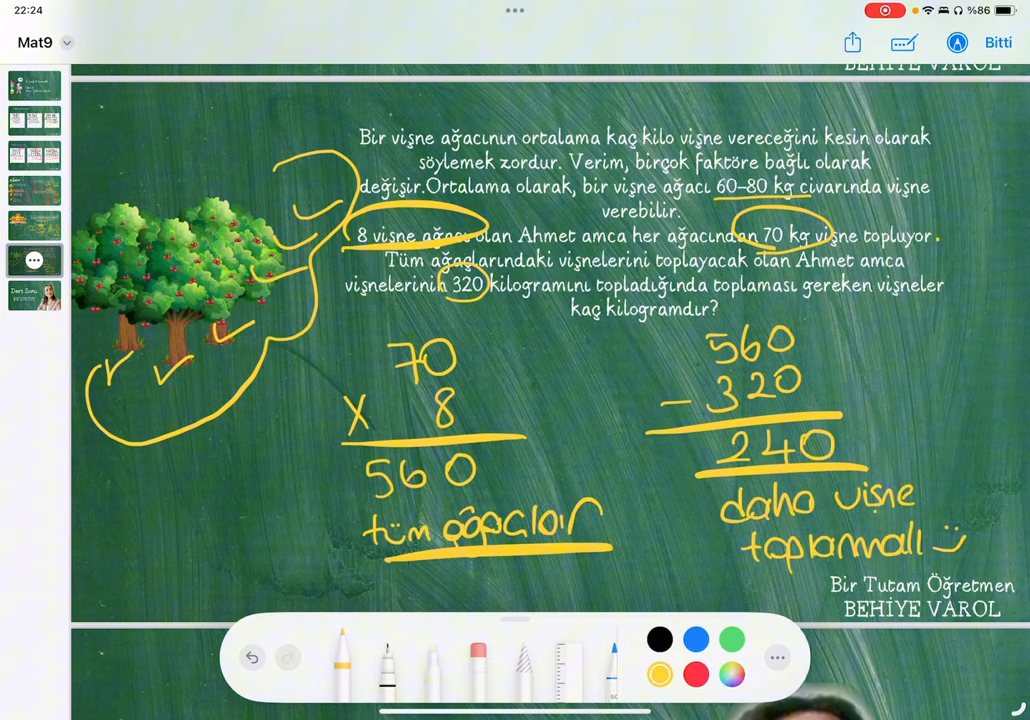 22:24
%86
Mat9
Bitti
BEHİYE VAROL
Bir vişne ağacının ortalama kaç kilo vişne vereceğini kesin olarak
söylemek zordur. Verim, birçok faktöre bağlı olarak
değişir.Ortalama olarak, bir vişne ağacı 60-80 kg civarında vişne
verebilir.
8 vişne ağacı olan Ahmet amca her ağacından 70 kg vişne topluyor.
Tüm ağaçlarındaki vişnelerini toplayacak olan Ahmet amca
vişnelerinin 320 kilogramını topladığında toplaması gereken vişneler
kaç kilogramdır?
70
X 8
560
tüm ağaçlar
560
- 320
240
daha vişne
toplanmalı
Bir Tutam Öğretmen
BEHİYE VAROL